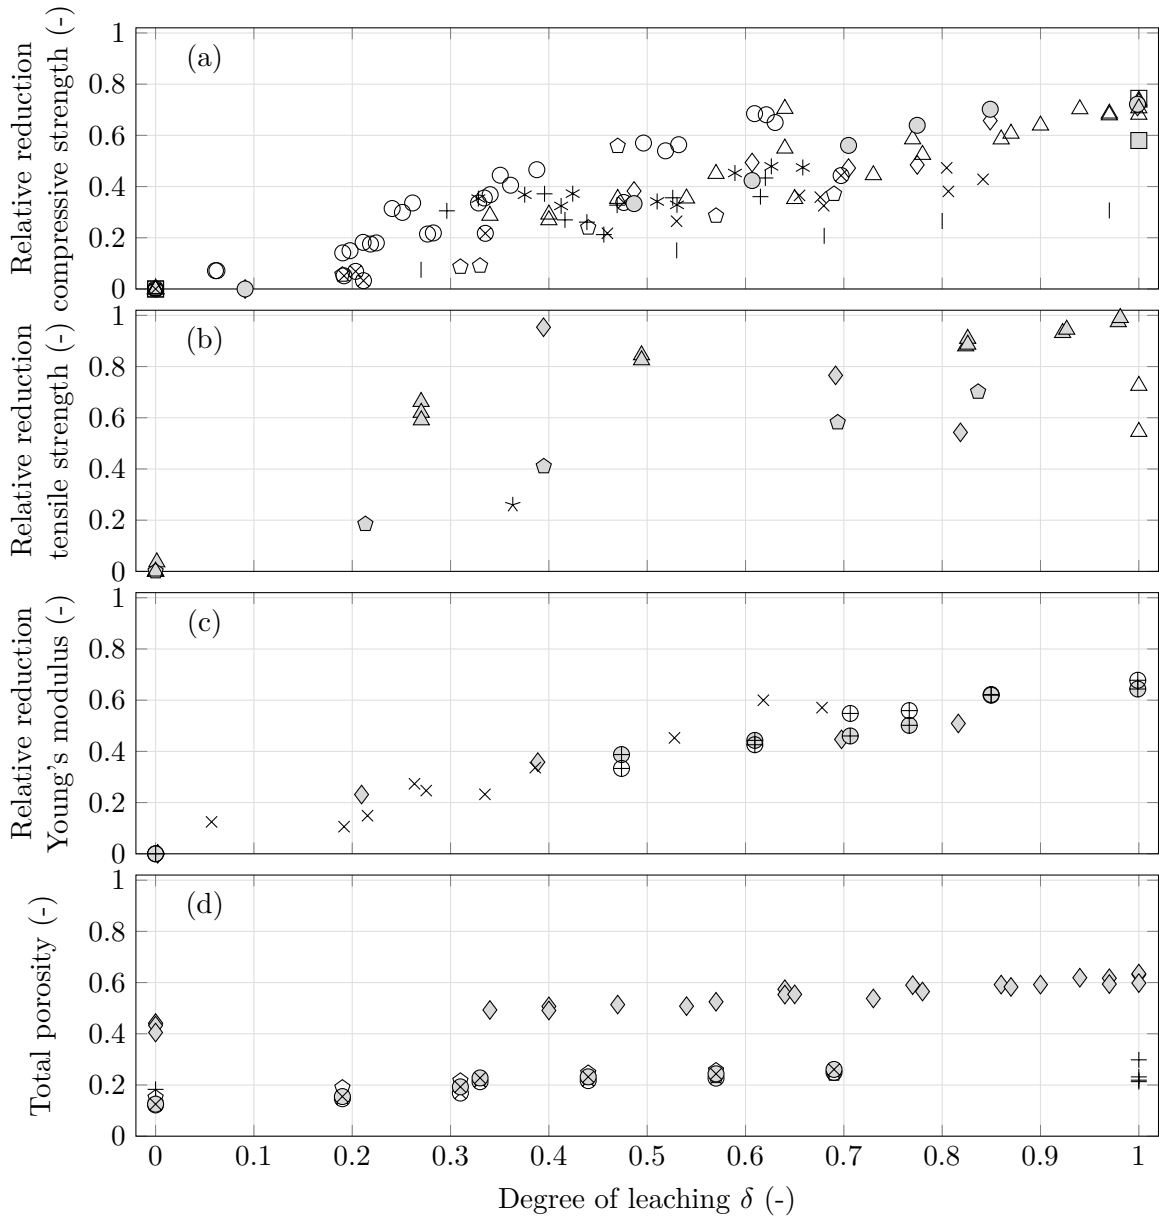 Relative reduction
compressive strength (-)
(a)
1
0.8
0.6
0.4
0.2
0
Relative reduction
tensile strength (-)
(b)
1
0.8
0.6
0.4
0.2
0
Relative reduction
Young's modulus (-)
(c)
1
0.8
0.6
0.4
0.2
0
Total porosity (-)
(d)
1
0.8
0.6
0.4
0.2
0
0 0.1 0.2 0.3 0.4 0.5 0.6 0.7 0.8 0.9 1
Degree of leaching δ (-)